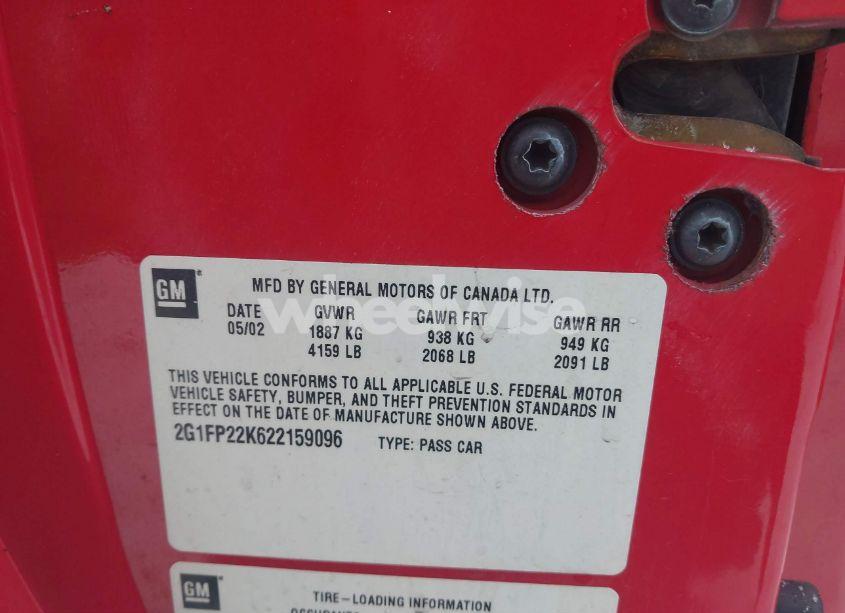 GM
MFD BY GENERAL MOTORS OF CANADA LTD.
DATE GVWR GAWR FRT GAWR RR
05/02 1887 KG 938 KG 949 KG
4159 LB 2068 LB 2091 LB
THIS VEHICLE CONFORMS TO ALL APPLICABLE U.S. FEDERAL MOTOR
VEHICLE SAFETY, BUMPER, AND THEFT PREVENTION STANDARDS IN
EFFECT ON THE DATE OF MANUFACTURE SHOWN ABOVE.
2G1FP22K622159096 TYPE: PASS CAR
wheelwise
GM
TIRE-LOADING INFORMATION